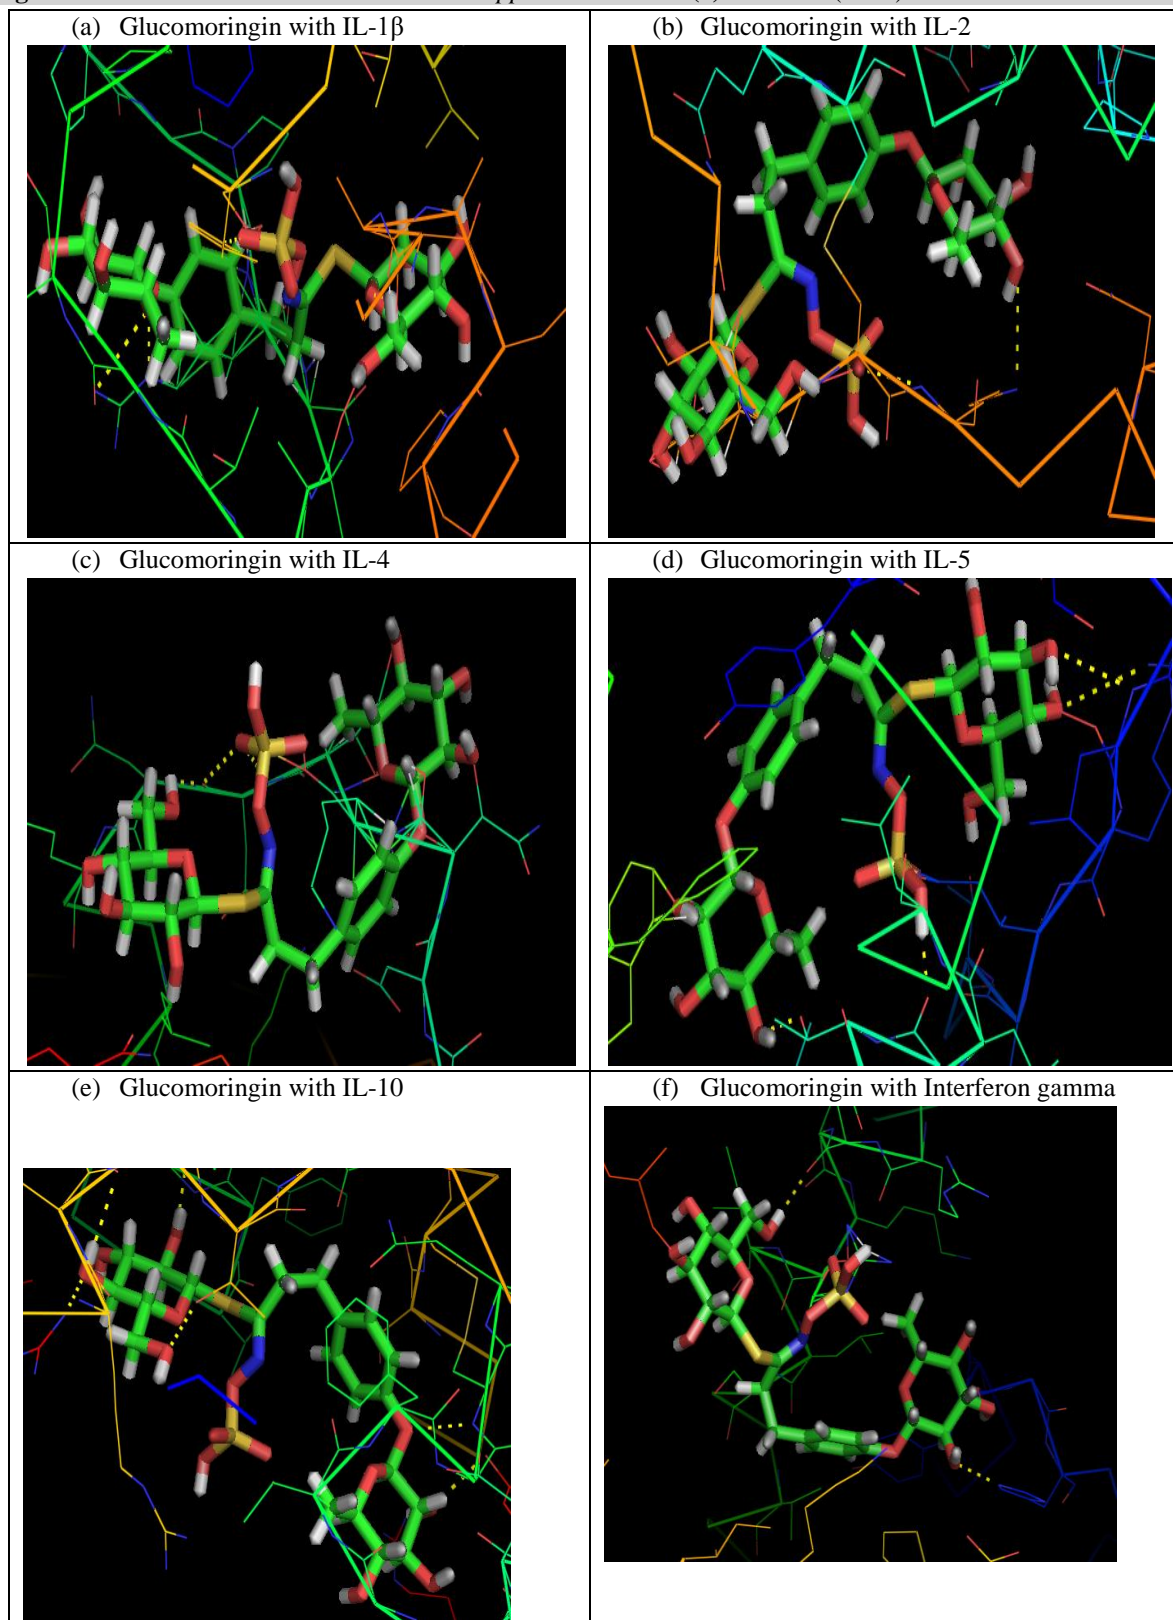 (a) Glucomoringin with IL-1β
(b) Glucomoringin with IL-2
(c) Glucomoringin with IL-4
(d) Glucomoringin with IL-5
(e) Glucomoringin with IL-10
(f) Glucomoringin with Interferon gamma